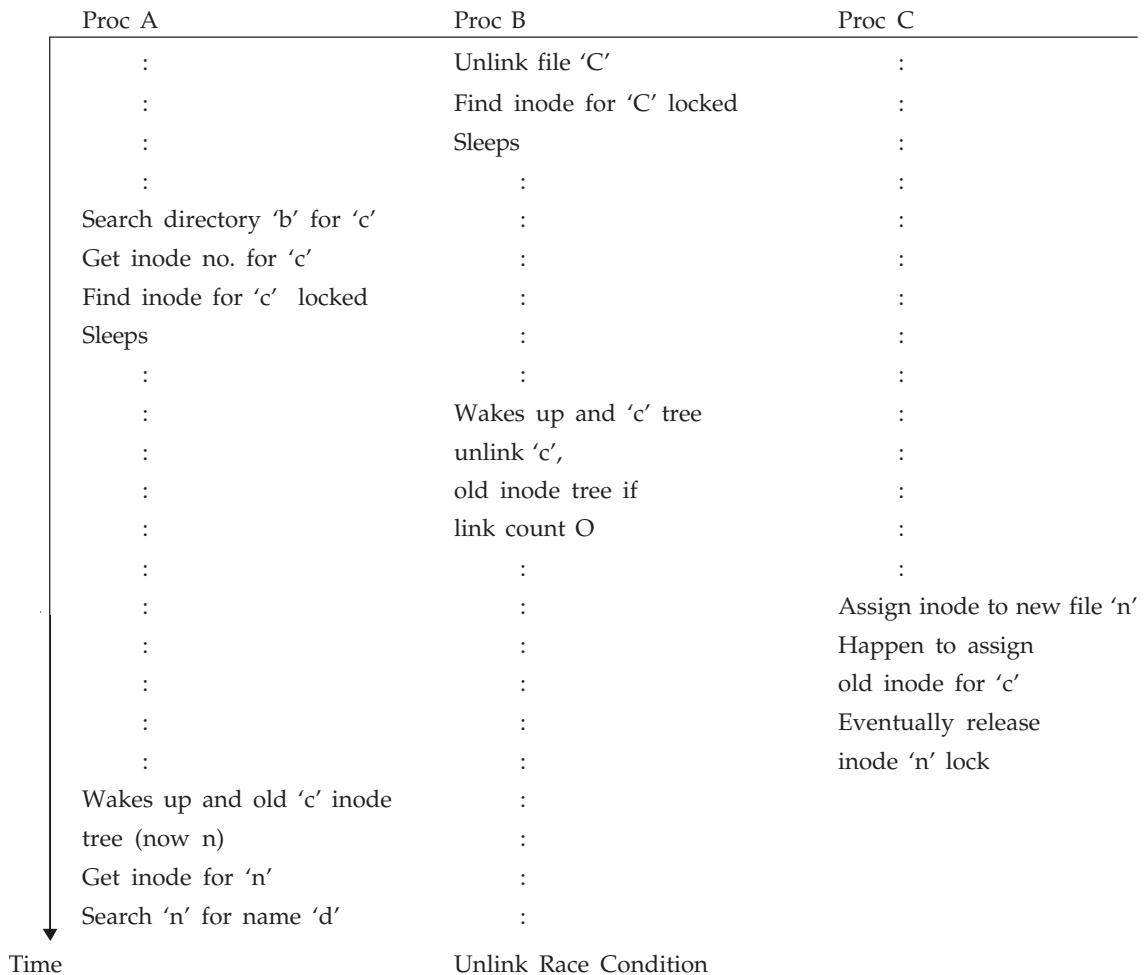 Proc A Proc B Proc C
: Unlink file ‘C’ :
: Find inode for ‘C’ locked :
: Sleeps :
: : :
Search directory ‘b’ for ‘c’ : :
Get inode no. for ‘c’ : :
Find inode for ‘c’ locked : :
Sleeps : :
: : :
: Wakes up and ‘c’ tree :
: unlink ‘c’, :
: old inode tree if :
: link count O :
: : :
: : Assign inode to new file ‘n’
: : Happen to assign
: : old inode for ‘c’
: : Eventually release
: : inode ‘n’ lock
Wakes up and old ‘c’ inode :
tree (now n) :
Get inode for ‘n’ :
Search ‘n’ for name ‘d’ :
Time Unlink Race Condition